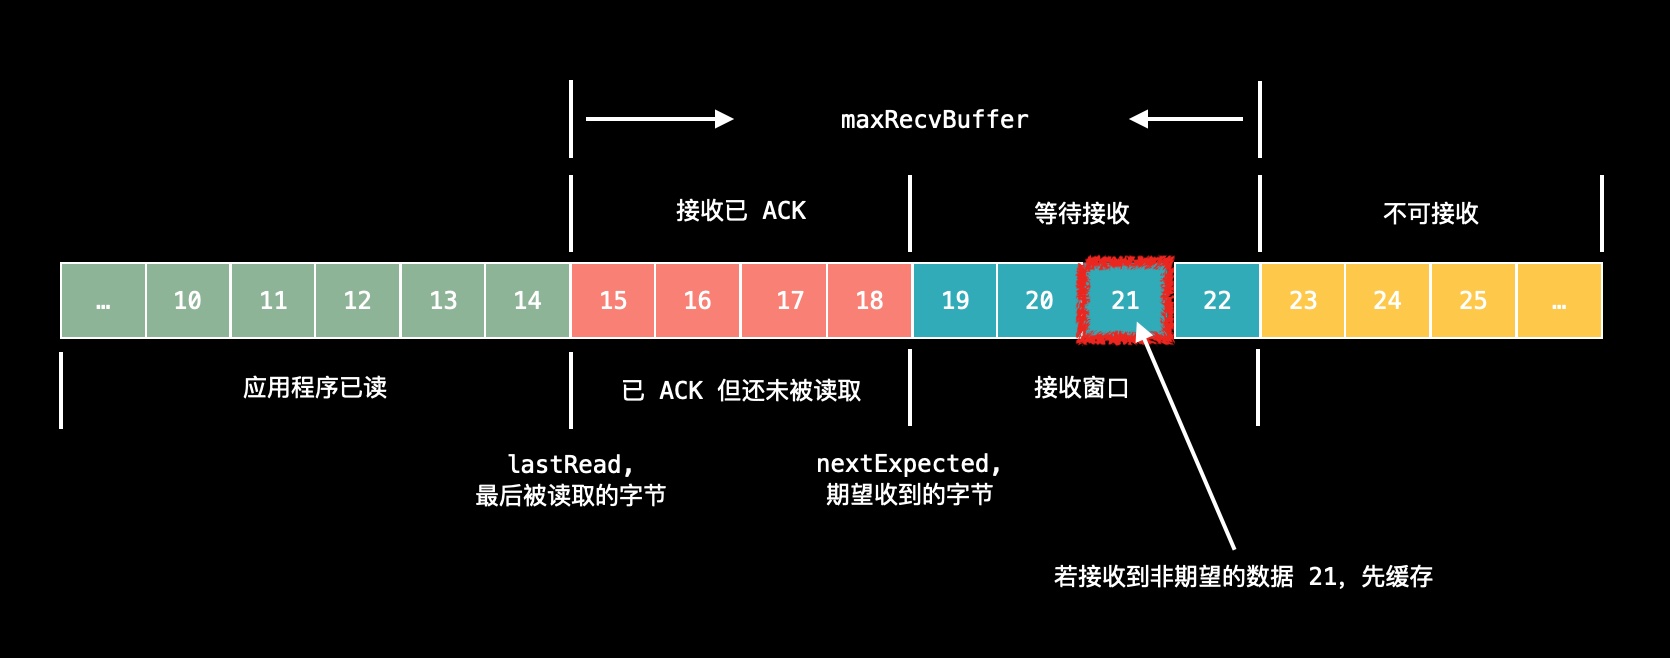 maxRecvBuffer
接收已 ACK
等待接收
不可接收
… 10 11 12 13 14 15 16 17 18 19 20 21 22 23 24 25 …
应用程序已读
已 ACK 但还未被读取
接收窗口
lastRead,
最后被读取的字节
nextExpected,
期望收到的字节
若接收到非期望的数据 21，先缓存